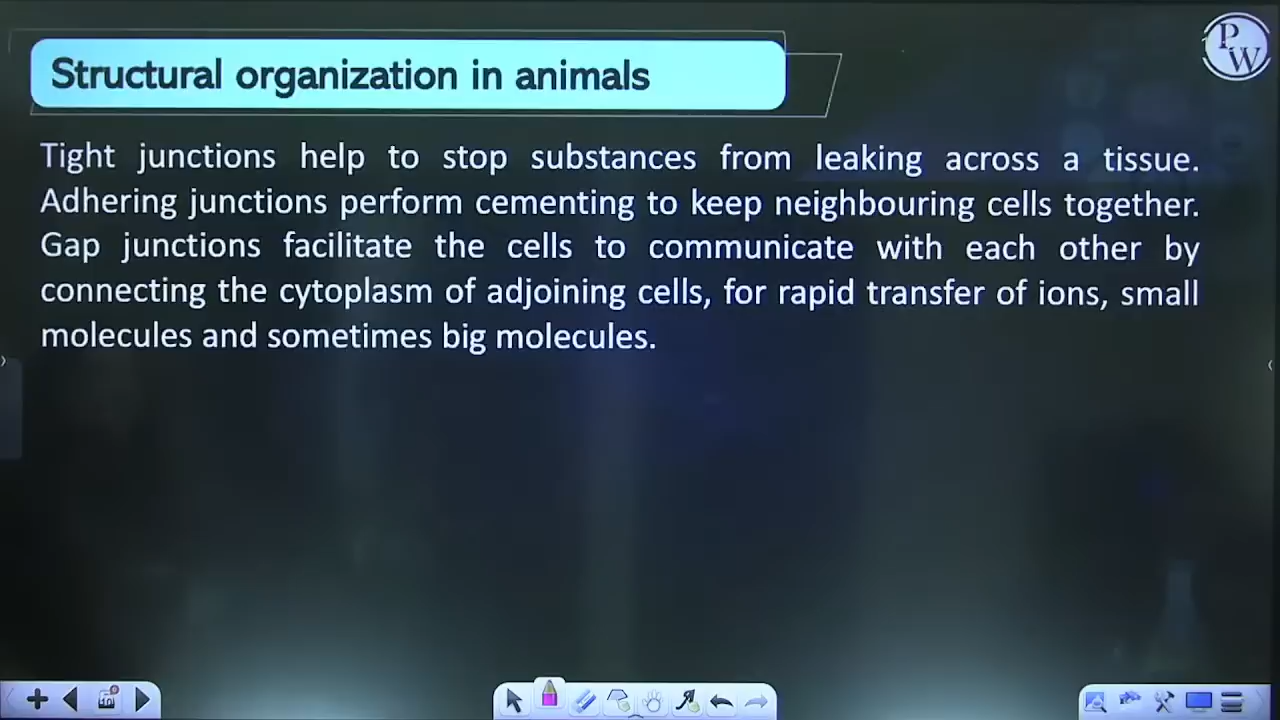 Structural organization in animals
P
W
Tight junctions help to stop substances from leaking across a tissue.
Adhering junctions perform cementing to keep neighbouring cells together.
Gap junctions facilitate the cells to communicate with each other by
connecting the cytoplasm of adjoining cells, for rapid transfer of ions, small
molecules and sometimes big molecules.